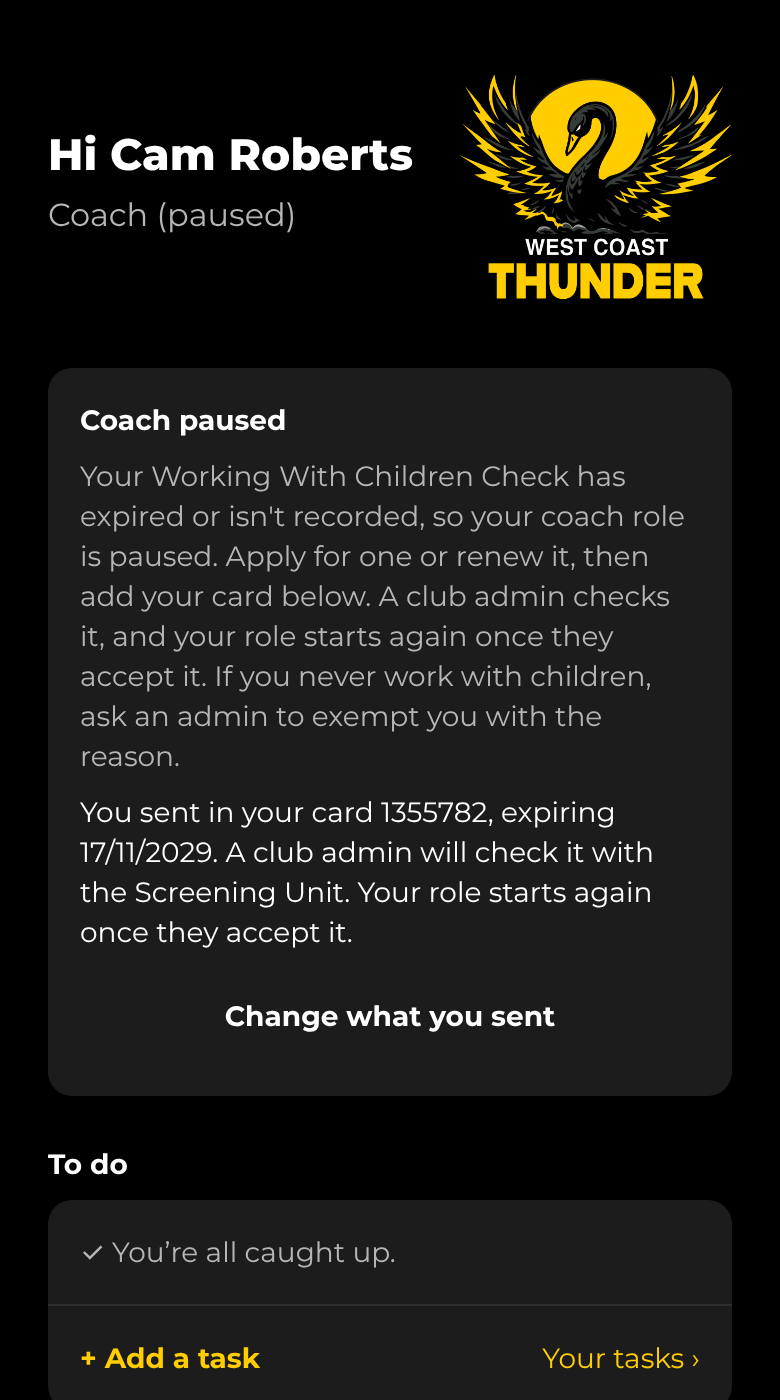 Hi Cam Roberts
Coach (paused)
WEST COAST
THUNDER
Coach paused
Your Working With Children Check has
expired or isn't recorded, so your coach role
is paused. Apply for one or renew it, then
add your card below. A club admin checks
it, and your role starts again once they
accept it. If you never work with children,
ask an admin to exempt you with the
reason.
You sent in your card 1355782, expiring
17/11/2029. A club admin will check it with
the Screening Unit. Your role starts again
once they accept it.
Change what you sent
To do
✓ You’re all caught up.
+ Add a task
Your tasks ›